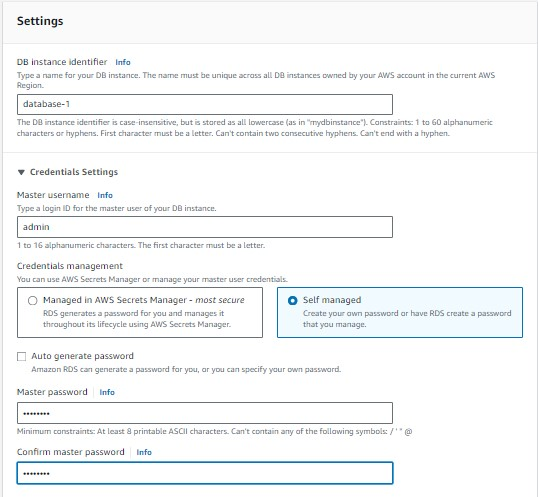 Settings
DB instance identifier Info
Type a name for your DB instance. The name must be unique across all DB instances owned by your AWS account in the current AWS
Region.
database-1
The DB instance identifier is case-insensitive, but is stored as all lowercase (as in "mydbinstance"). Constraints: 1 to 60 alphanumeric
characters or hyphens. First character must be a letter. Can't contain two consecutive hyphens. Can't end with a hyphen.
Credentials Settings
Master username Info
Type a login ID for the master user of your DB instance.
admin
1 to 16 alphanumeric characters. The first character must be a letter.
Credentials management
You can use AWS Secrets Manager or manage your master user credentials.
Managed in AWS Secrets Manager - most secure
RDS generates a password for you and manages it
throughout its lifecycle using AWS Secrets Manager.
Self managed
Create your own password or have RDS create a password
that you manage.
Auto generate password
Amazon RDS can generate a password for you, or you can specify your own password.
Master password Info
••••••••
Minimum constraints: At least 8 printable ASCII characters. Can't contain any of the following symbols: / ' " @
Confirm master password Info
••••••••